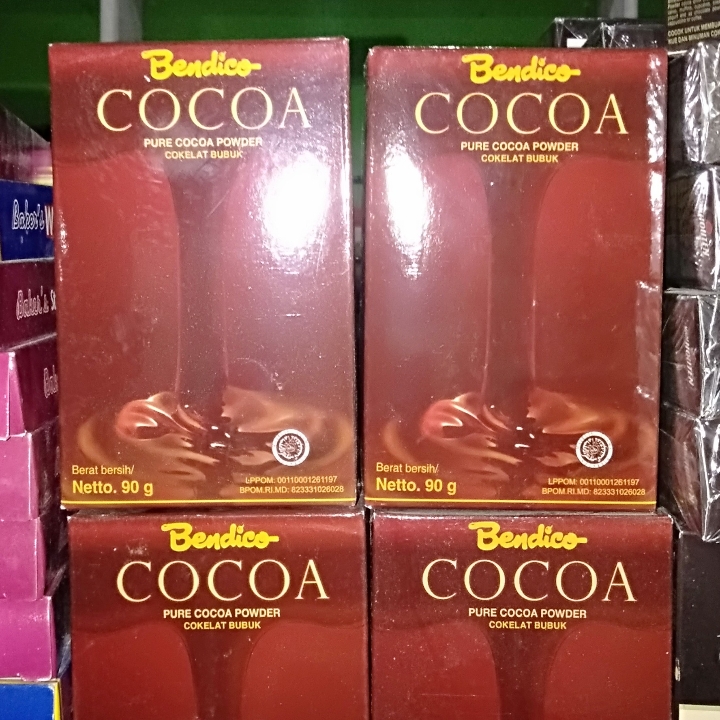 Bendico
COCOA
PURE COCOA POWDER
COKELAT BUBUK
Berat bersih/
Netto. 90 g
LPPOM: 00110001261197
BPOM.RI.MD: 823331026028
Bendico
COCOA
PURE COCOA POWDER
COKELAT BUBUK
Berat bersih/
Netto. 90 g
LPPOM: 00110001261197
BPOM.RI.MD: 823331026028
Bendico
COCOA
PURE COCOA POWDER
COKELAT BUBUK
Bendico
COCOA
PURE COCOA POWDER
COKELAT BUBUK
Baker's W
Baker's